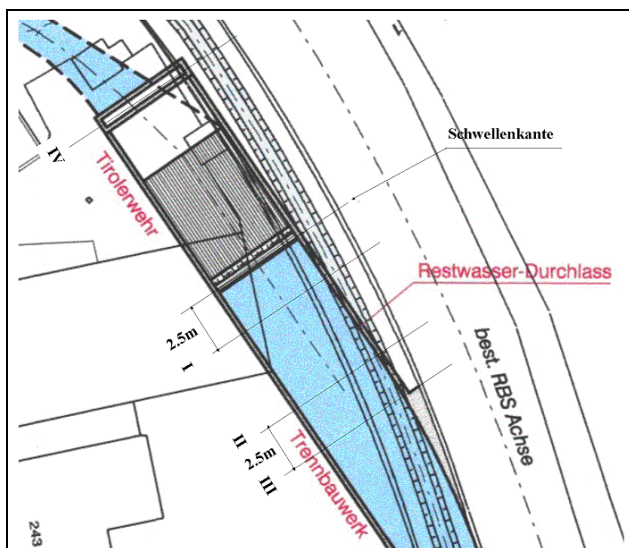 Schwellenkante
IV
Tirolerwehr
Restwasser-Durchlass
2.5m
I
best. RBS Achse
II
2.5m
III
Trennbauwerk
243